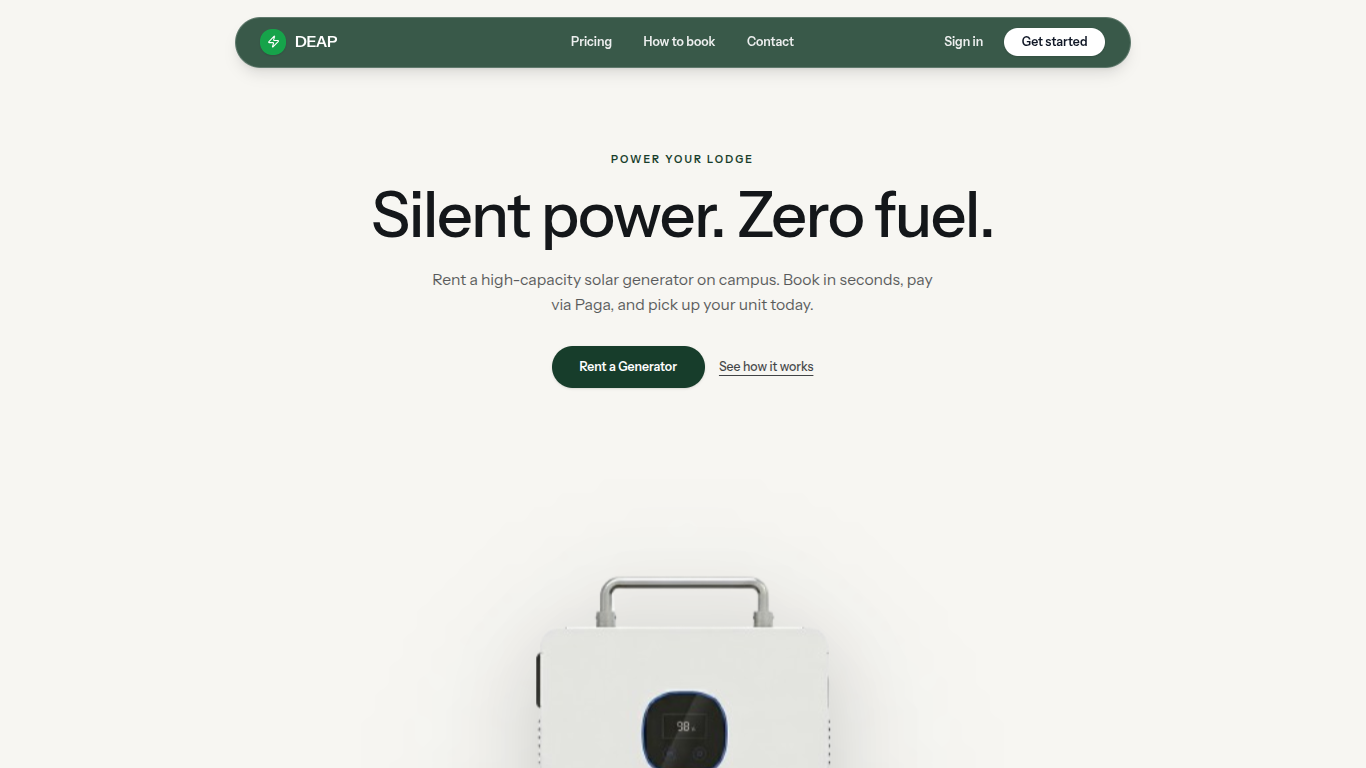 DEAP
Pricing
How to book
Contact
Sign in
Get started
POWER YOUR LODGE
Silent power. Zero fuel.
Rent a high-capacity solar generator on campus. Book in seconds, pay
via Paga, and pick up your unit today.
Rent a Generator
See how it works
98